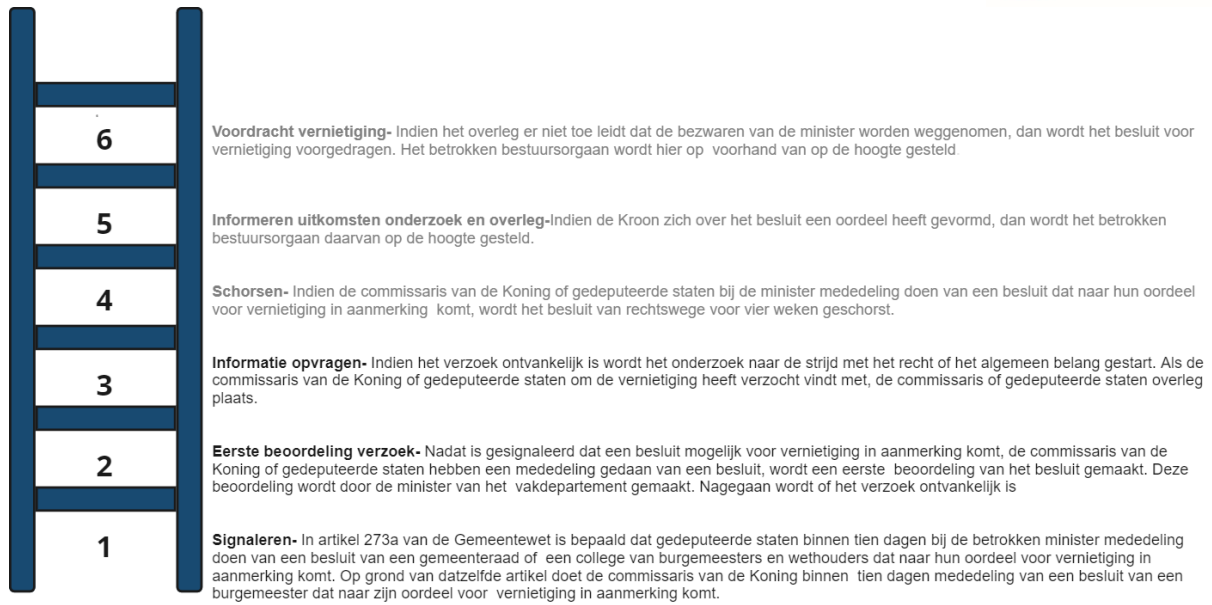 6
Voordracht vernietiging- Indien het overleg er niet toe leidt dat de bezwaren van de minister worden weggenomen, dan wordt het besluit voor
vernietiging voorgedragen. Het betrokken bestuursorgaan wordt hier op voorhand van op de hoogte gesteld.
5
Informeren uitkomsten onderzoek en overleg-Indien de Kroon zich over het besluit een oordeel heeft gevormd, dan wordt het betrokken
bestuursorgaan daarvan op de hoogte gesteld.
4
Schorsen- Indien de commissaris van de Koning of gedeputeerde staten bij de minister mededeling doen van een besluit dat naar hun oordeel
voor vernietiging in aanmerking komt, wordt het besluit van rechtswege voor vier weken geschorst.
3
Informatie opvragen- Indien het verzoek ontvankelijk is wordt het onderzoek naar de strijd met het recht of het algemeen belang gestart. Als de
commissaris van de Koning of gedeputeerde staten om de vernietiging heeft verzocht vindt met, de commissaris of gedeputeerde staten overleg
plaats.
2
Eerste beoordeling verzoek- Nadat is gesignaleerd dat een besluit mogelijk voor vernietiging in aanmerking komt, de commissaris van de
Koning of gedeputeerde staten hebben een mededeling gedaan van een besluit, wordt een eerste beoordeling van het besluit gemaakt. Deze
beoordeling wordt door de minister van het vakdepartement gemaakt. Nagegaan wordt of het verzoek ontvankelijk is
1
Signaleren- In artikel 273a van de Gemeentewet is bepaald dat gedeputeerde staten binnen tien dagen bij de betrokken minister mededeling
doen van een besluit van een gemeenteraad of een college van burgemeesters en wethouders dat naar hun oordeel voor vernietiging in
aanmerking komt. Op grond van datzelfde artikel doet de commissaris van de Koning binnen tien dagen mededeling van een besluit van een
burgemeester dat naar zijn oordeel voor vernietiging in aanmerking komt.